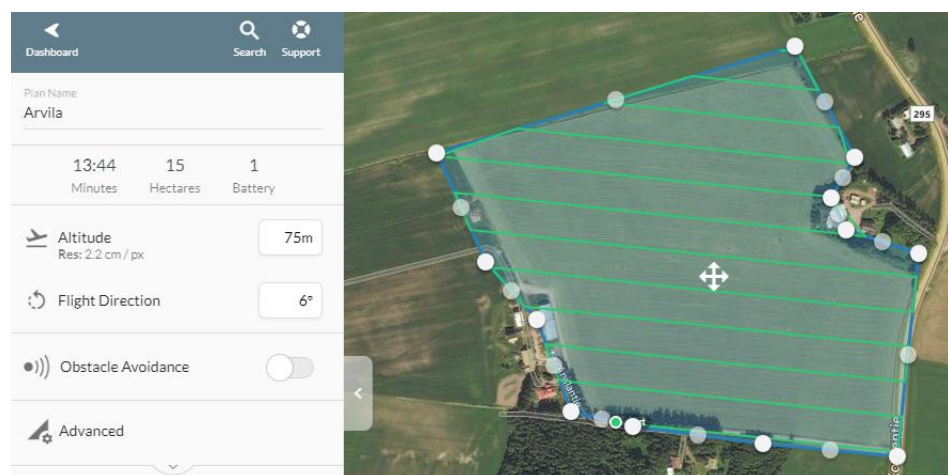 Dashboard
Search
Support
Plan Name
Arvila
13:44
15
1
Minutes
Hectares
Battery
Altitude
75m
Res: 2.2 cm / px
Flight Direction
6°
Obstacle Avoidance
Advanced
295